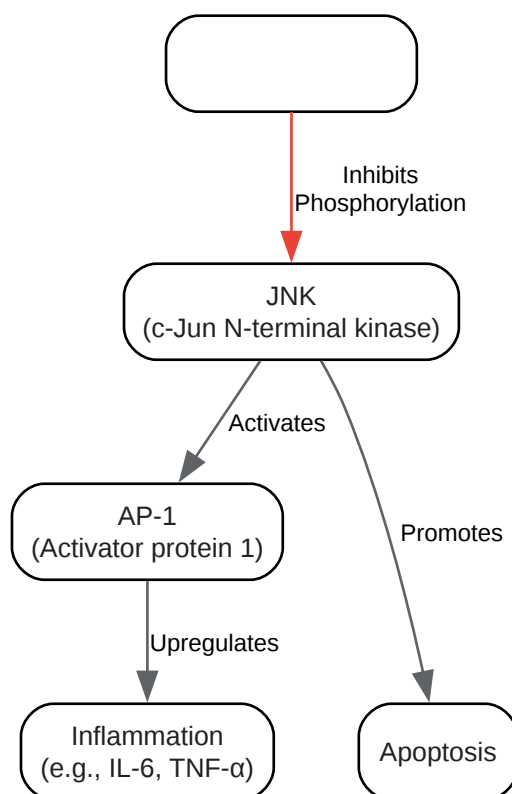 Inhibits
Phosphorylation
JNK
(c-Jun N-terminal kinase)
Activates
AP-1
(Activator protein 1)
Promotes
Upregulates
Inflammation
(e.g., IL-6, TNF-α)
Apoptosis